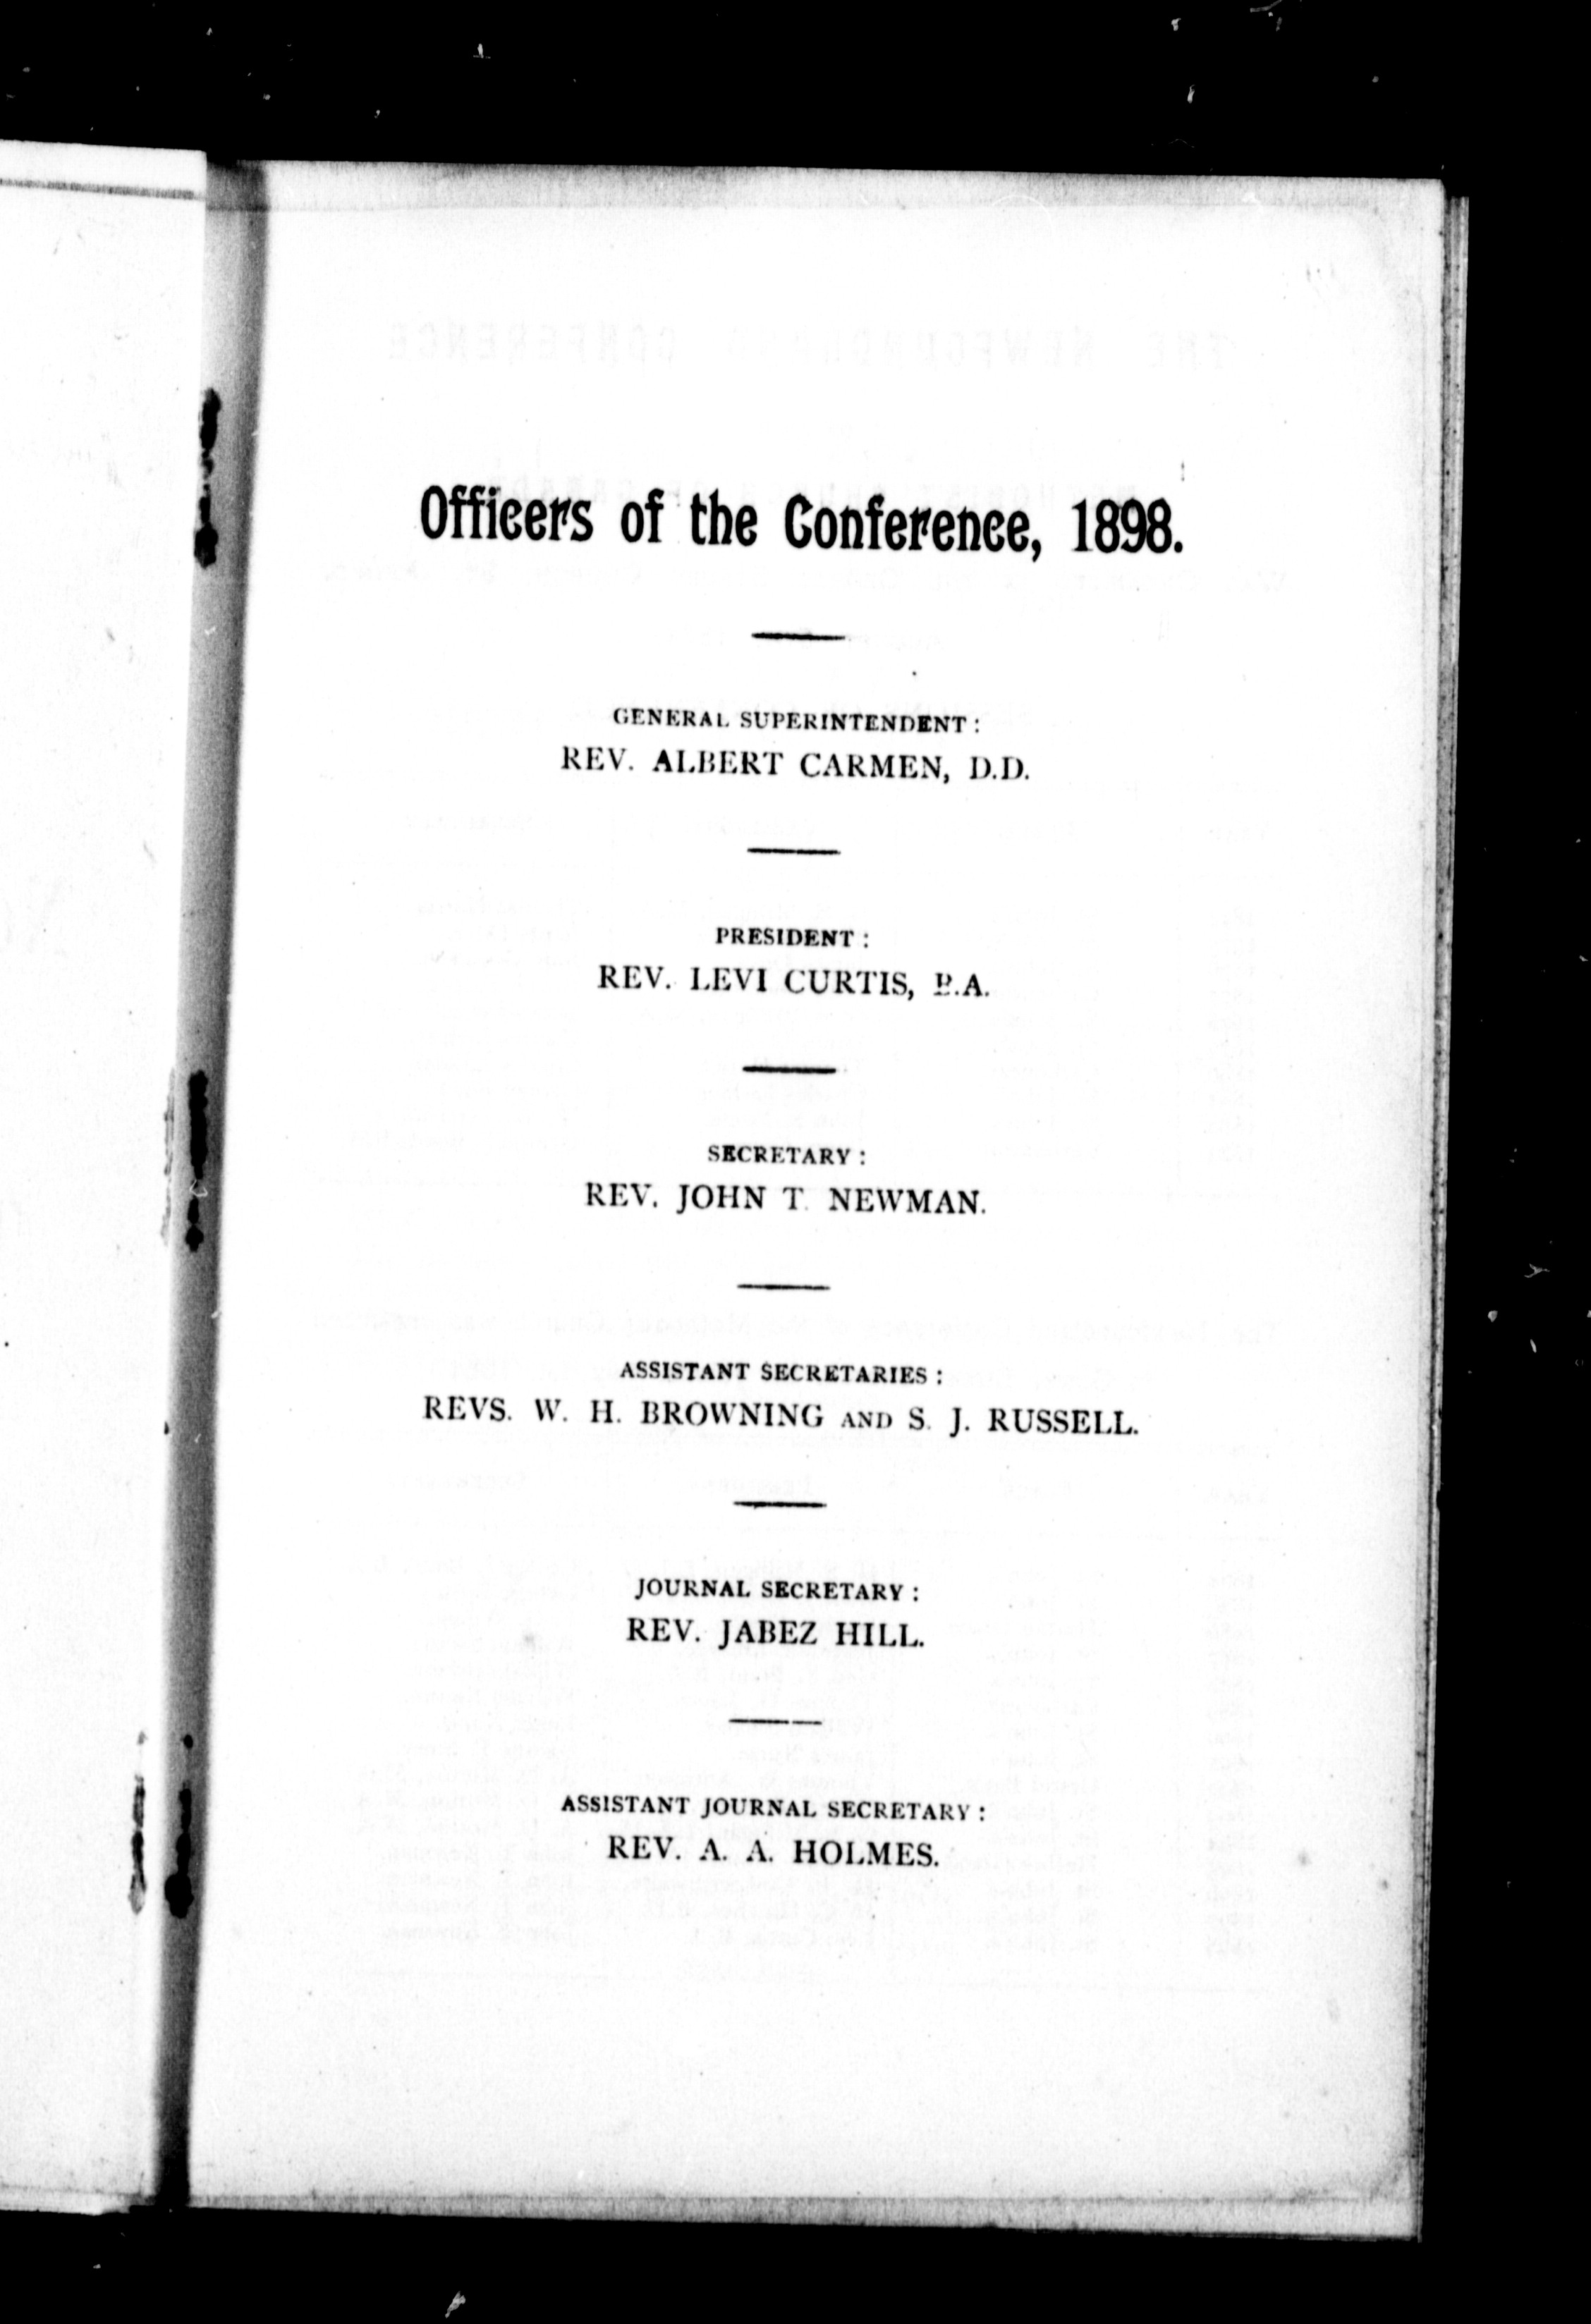 Officers of the Conference, 1898.
GENERAL SUPERINTENDENT:
REV. ALBERT CARMEN, D.D.
PRESIDENT:
REV. LEVI CURTIS, B.A.
SECRETARY:
REV. JOHN T. NEWMAN.
ASSISTANT SECRETARIES:
REVS. W. H. BROWNING AND S. J. RUSSELL.
JOURNAL SECRETARY:
REV. JABEZ HILL.
ASSISTANT JOURNAL SECRETARY:
REV. A. A. HOLMES.